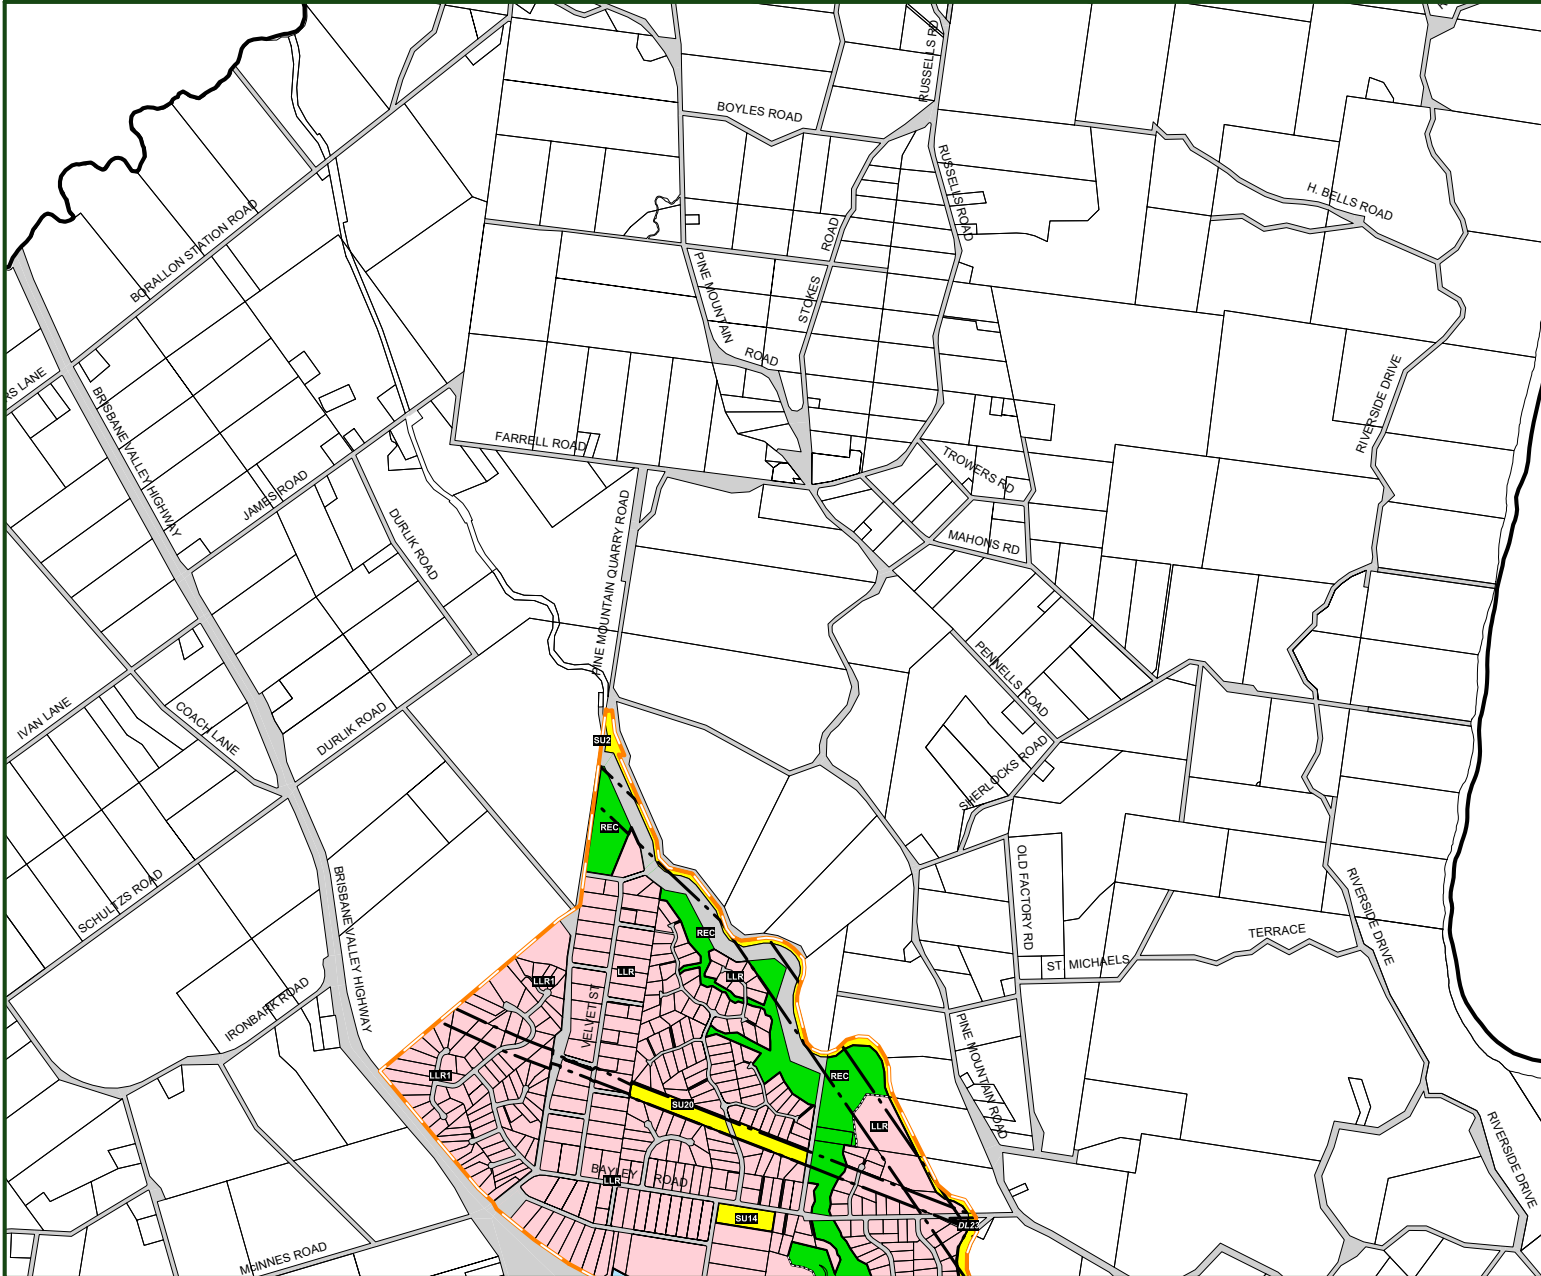 RUSSELLS RD
BOYLES ROAD
RUSSELLS ROAD
H. BELLS ROAD
BORALLON STATION ROAD
STOKES ROAD
PINE MOUNTAIN ROAD
RS LANE
BRISBANE VALLEY HIGHWAY
RIVERSIDE DRIVE
FARRELL ROAD
TROWERS RD
JAMES ROAD
DURLIK ROAD
PINE MOUNTAIN QUARRY ROAD
MAHONS RD
PENNELLS ROAD
IVAN LANE
COACH LANE
DURLIK ROAD
SU2
SHERLOCKS ROAD
REC
OLD FACTORY RD
SCHULTZS ROAD
BRISBANE VALLEY HIGHWAY
RIVERSIDE DRIVE
REC
TERRACE
ST. MICHAELS
LLR
LLR
LLR1
IRONBARK ROAD
VELVET ST
PINE MOUNTAIN ROAD
LLR1
REC
SU20
LLR
RIVERSIDE DRIVE
BAYLEY ROAD
LLR
SU14
DL23
McINNES ROAD